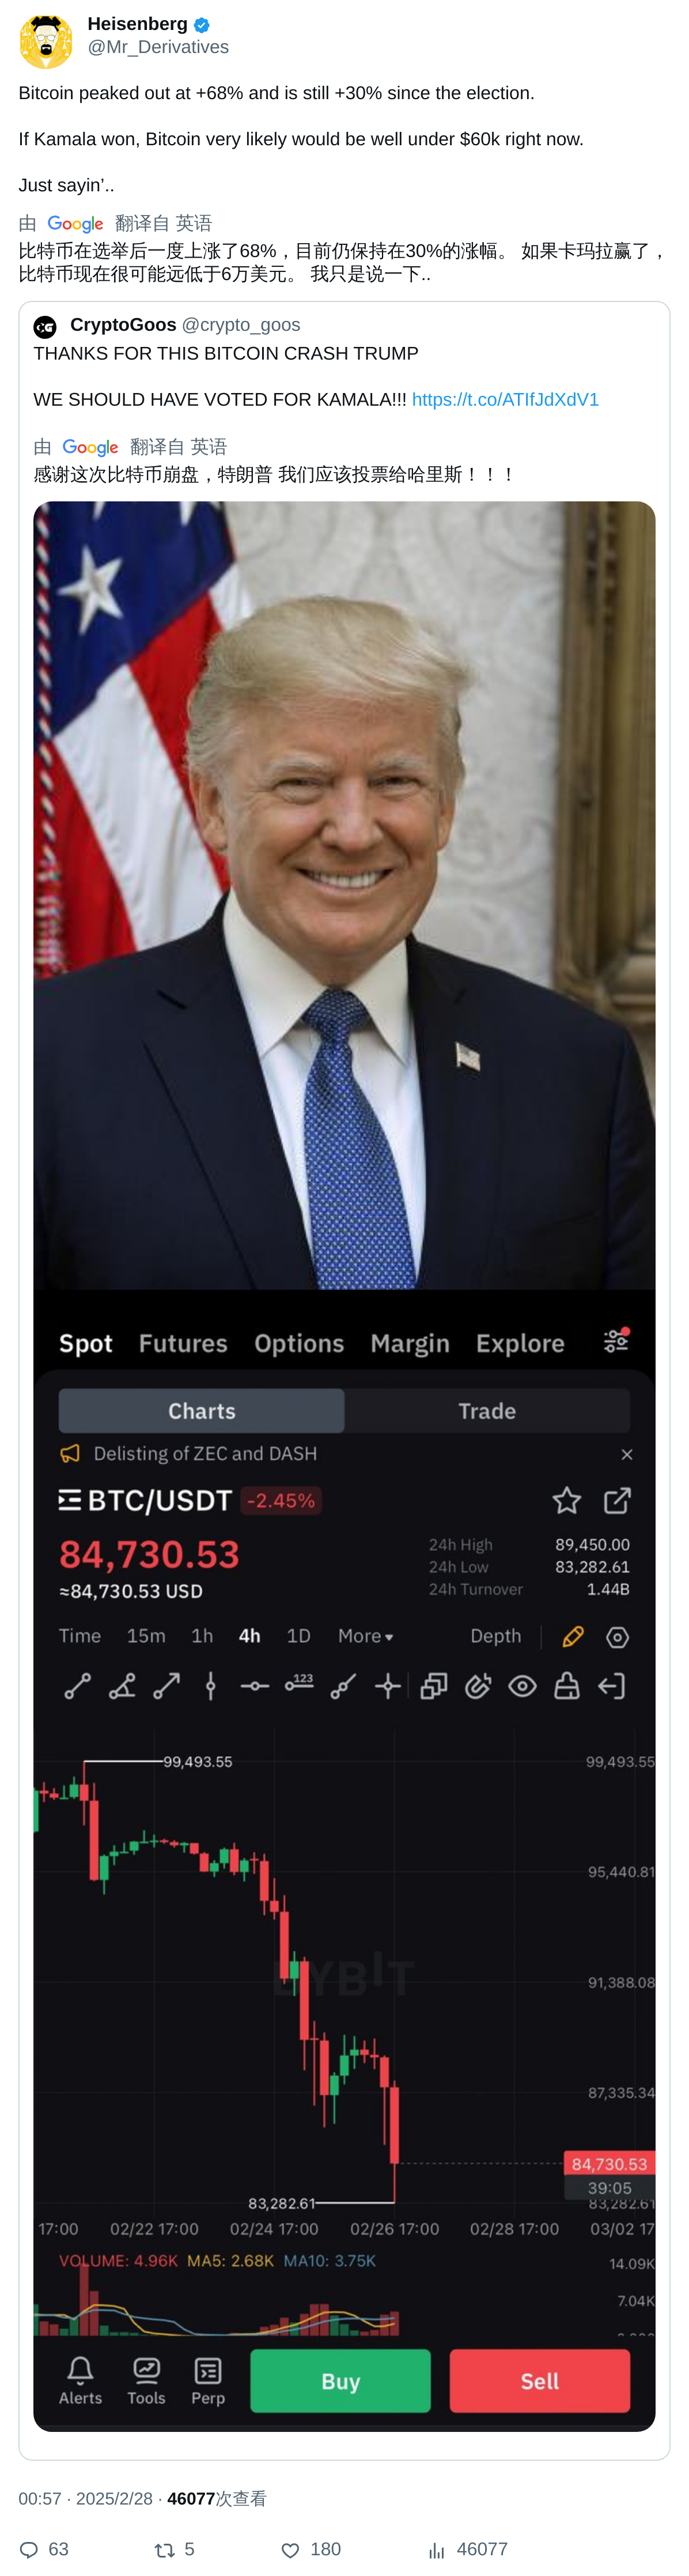 Heisenberg
@Mr_Derivatives
Bitcoin peaked out at +68% and is still +30% since the election.
If Kamala won, Bitcoin very likely would be well under $60k right now.
Just sayin’..
由 Google 翻译自 英语
比特币在选举后一度上涨了68%，目前仍保持在30%的涨幅。 如果卡玛拉赢了，
比特币现在很可能远低于6万美元。 我只是说一下..
CryptoGoos @crypto_goos
THANKS FOR THIS BITCOIN CRASH TRUMP
WE SHOULD HAVE VOTED FOR KAMALA!!! https://t.co/ATIfJdXdV1
由 Google 翻译自 英语
感谢这次比特币崩盘，特朗普 我们应该投票给哈里斯！！！
Spot Futures Options Margin Explore
Charts Trade
Delisting of ZEC and DASH
BTC/USDT -2.45%
84,730.53
≈84,730.53 USD
24h High 89,450.00
24h Low 83,282.61
24h Turnover 1.44B
Time 15m 1h 4h 1D More Depth
123
99,493.55 99,493.55
95,440.81
BYBIT
91,388.08
87,335.34
84,730.53
39:05
83,282.61 83,282.61
17:00 02/22 17:00 02/24 17:00 02/26 17:00 02/28 17:00 03/02 17
VOLUME: 4.96K MA5: 2.68K MA10: 3.75K 14.09K
7.04K
Alerts Tools Perp Buy Sell
00:57 · 2025/2/28 · 46077次查看
63 5 180 46077